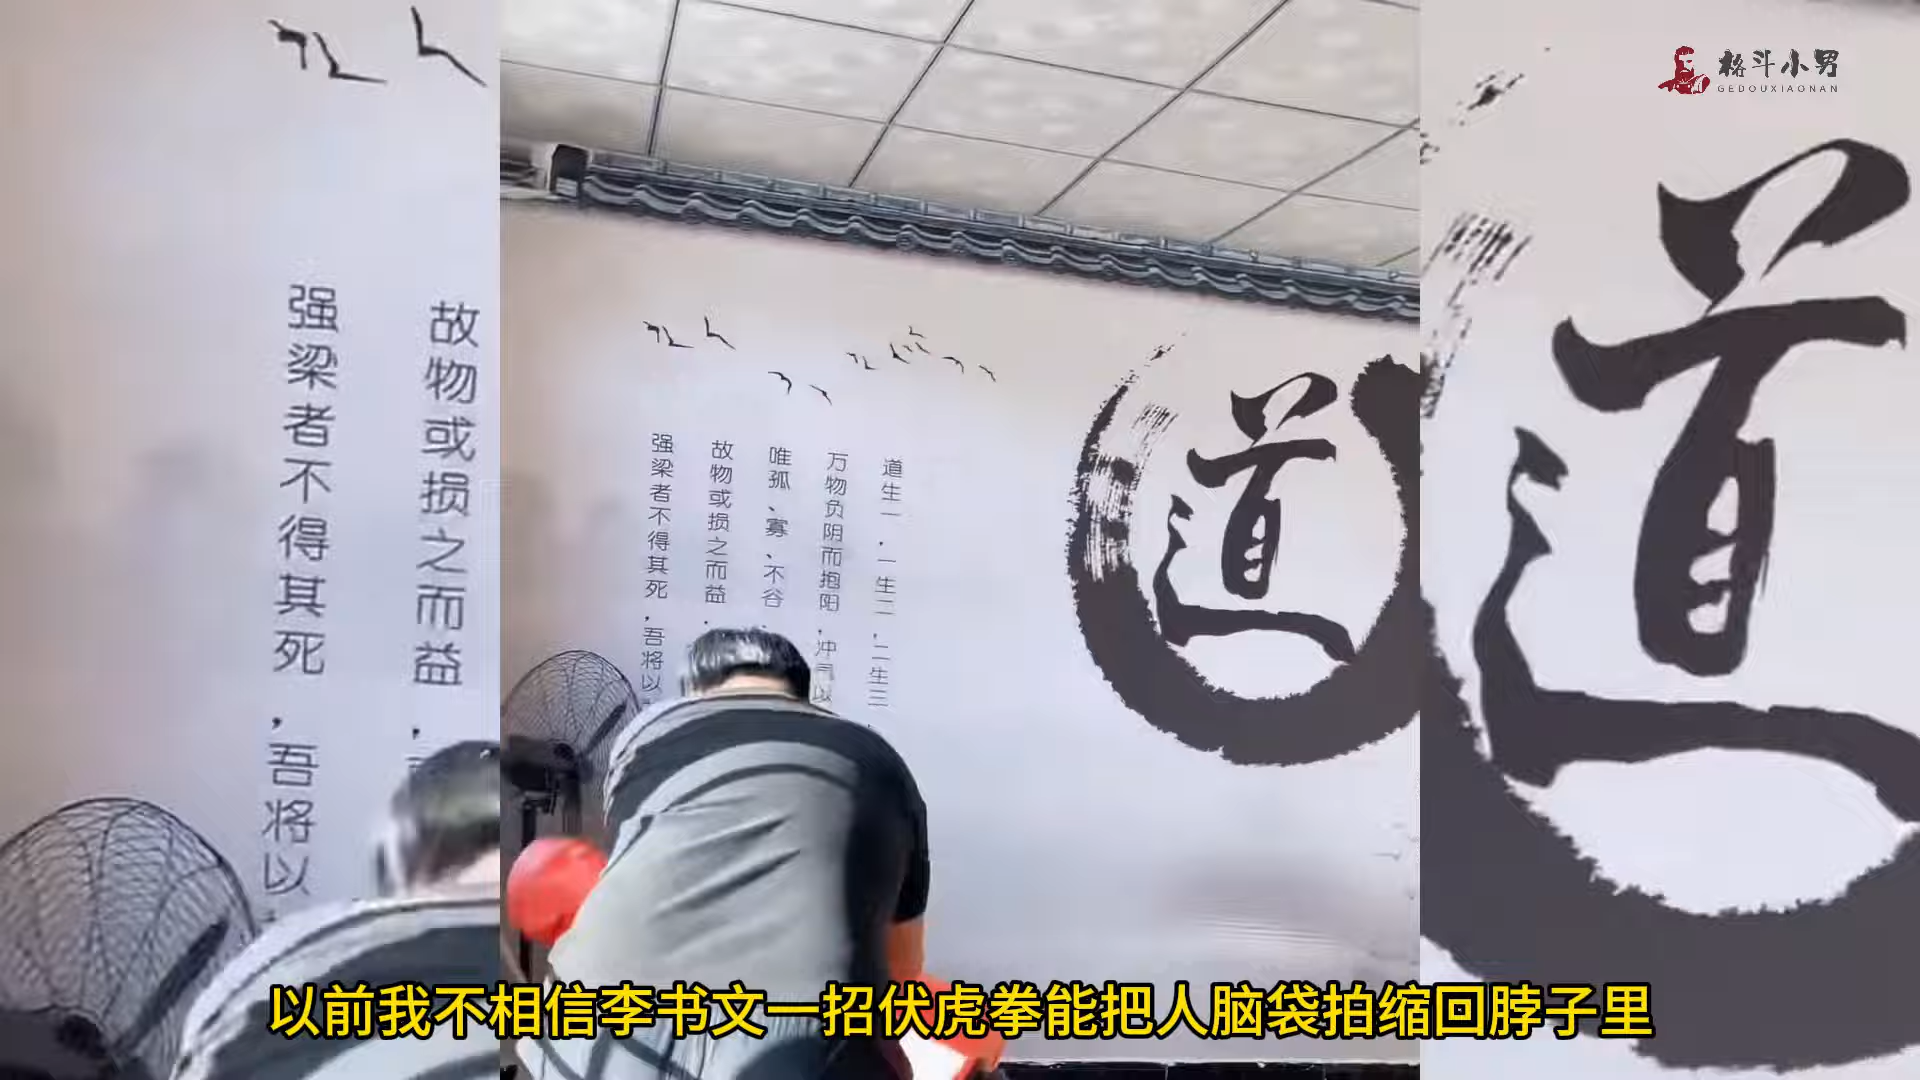 格斗小男
GEDOUXIAONAN
道
道
道生一，一生二，二生三，
万物负阴而抱阳，冲气以
唯孤、寡、不谷，
故物或损之而益，
强梁者不得其死，吾将以
故物或损之而益，
强梁者不得其死，吾将以
以前我不相信李书文一招伏虎拳能把人脑袋拍缩回脖子里